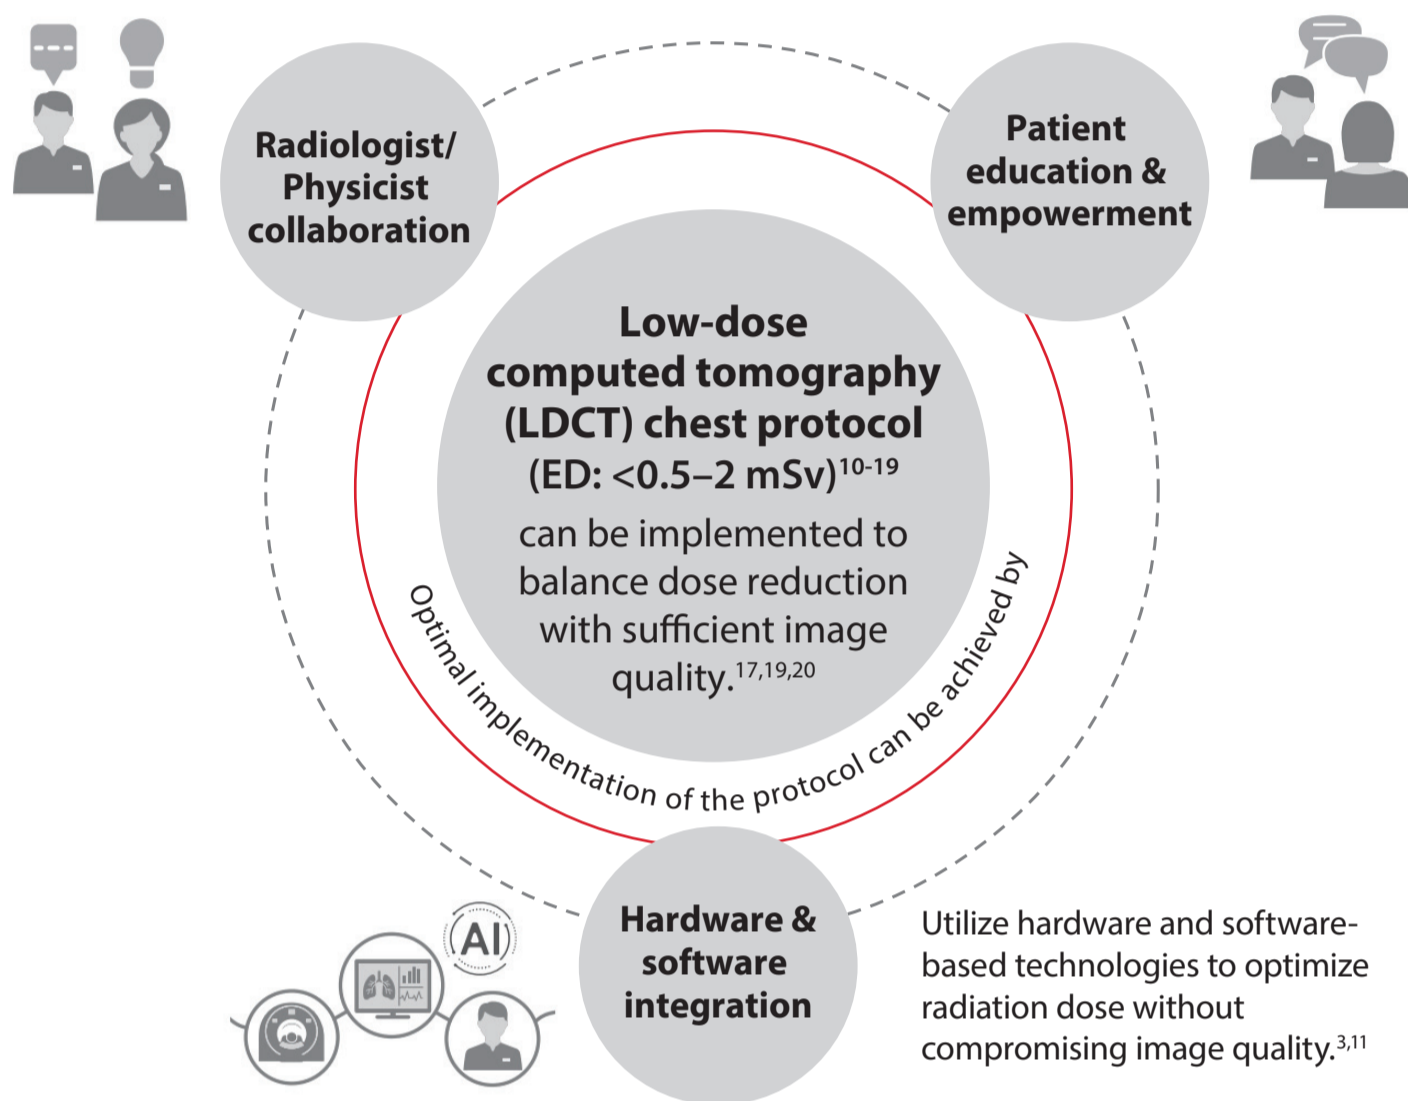 Radiologist/
Physicist
collaboration
Patient
education &
empowerment
Low-dose
computed tomography
(LDCT) chest protocol
(ED: <0.5–2 mSv)10-19
can be implemented to
balance dose reduction
with sufficient image
quality.17,19,20
Optimal implementation of the protocol can be achieved by
AI
Hardware &
software
integration
Utilize hardware and software-
based technologies to optimize
radiation dose without
compromising image quality.3,11